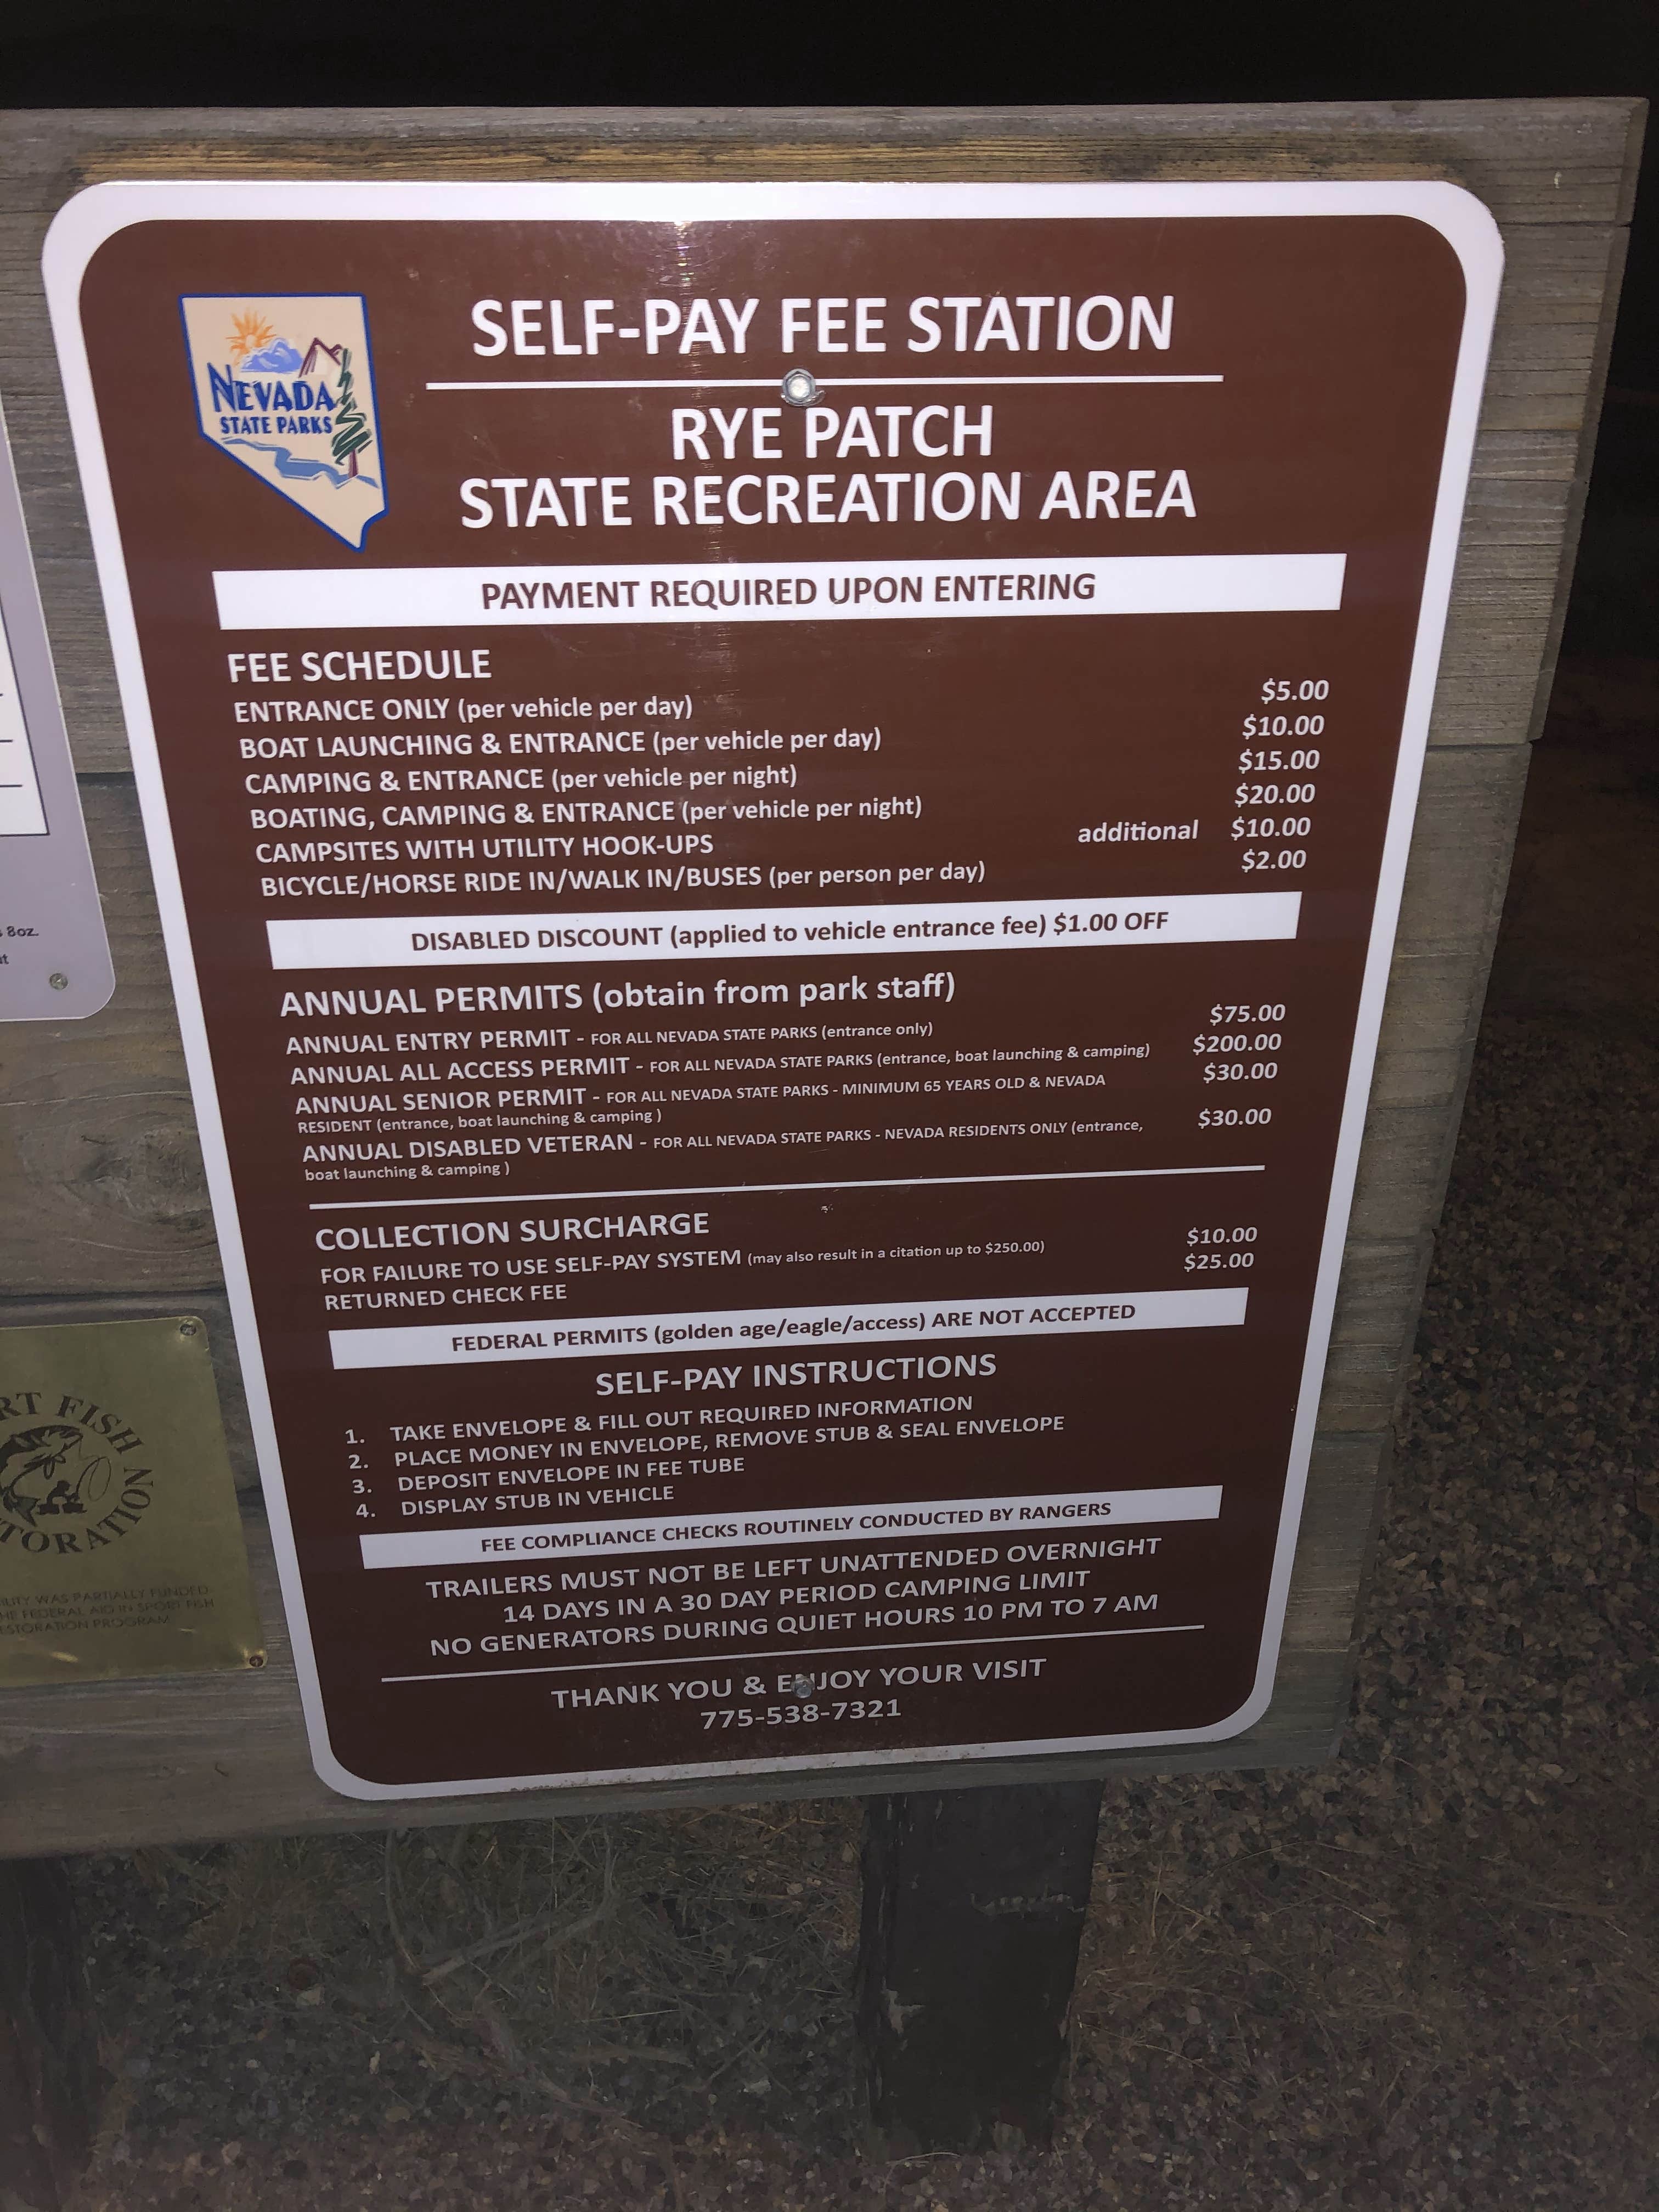 NEVADA
STATE PARKS
SELF-PAY FEE STATION
RYE PATCH
STATE RECREATION AREA
PAYMENT REQUIRED UPON ENTERING
FEE SCHEDULE
ENTRANCE ONLY (per vehicle per day) $5.00
BOAT LAUNCHING & ENTRANCE (per vehicle per day) $10.00
CAMPING & ENTRANCE (per vehicle per night) $15.00
BOATING, CAMPING & ENTRANCE (per vehicle per night) $20.00
CAMPSITES WITH UTILITY HOOK-UPS additional $10.00
BICYCLE/HORSE RIDE IN/WALK IN/BUSES (per person per day) $2.00
DISABLED DISCOUNT (applied to vehicle entrance fee) $1.00 OFF
ANNUAL PERMITS (obtain from park staff)
ANNUAL ENTRY PERMIT - FOR ALL NEVADA STATE PARKS (entrance only) $75.00
ANNUAL ALL ACCESS PERMIT - FOR ALL NEVADA STATE PARKS (entrance, boat launching & camping) $200.00
ANNUAL SENIOR PERMIT - FOR ALL NEVADA STATE PARKS - MINIMUM 65 YEARS OLD & NEVADA $30.00
RESIDENT (entrance, boat launching & camping )
ANNUAL DISABLED VETERAN - FOR ALL NEVADA STATE PARKS - NEVADA RESIDENTS ONLY (entrance, $30.00
boat launching & camping )
COLLECTION SURCHARGE
FOR FAILURE TO USE SELF-PAY SYSTEM (may also result in a citation up to $250.00) $10.00
RETURNED CHECK FEE $25.00
FEDERAL PERMITS (golden age/eagle/access) ARE NOT ACCEPTED
SELF-PAY INSTRUCTIONS
1. TAKE ENVELOPE & FILL OUT REQUIRED INFORMATION
2. PLACE MONEY IN ENVELOPE, REMOVE STUB & SEAL ENVELOPE
3. DEPOSIT ENVELOPE IN FEE TUBE
4. DISPLAY STUB IN VEHICLE
FEE COMPLIANCE CHECKS ROUTINELY CONDUCTED BY RANGERS
TRAILERS MUST NOT BE LEFT UNATTENDED OVERNIGHT
14 DAYS IN A 30 DAY PERIOD CAMPING LIMIT
NO GENERATORS DURING QUIET HOURS 10 PM TO 7 AM
THANK YOU & ENJOY YOUR VISIT
775-538-7321
8oz.
FISH
WAS PARTIALLY FUNDED
FEDERAL AID IN SPORT FISH
PROGRAM